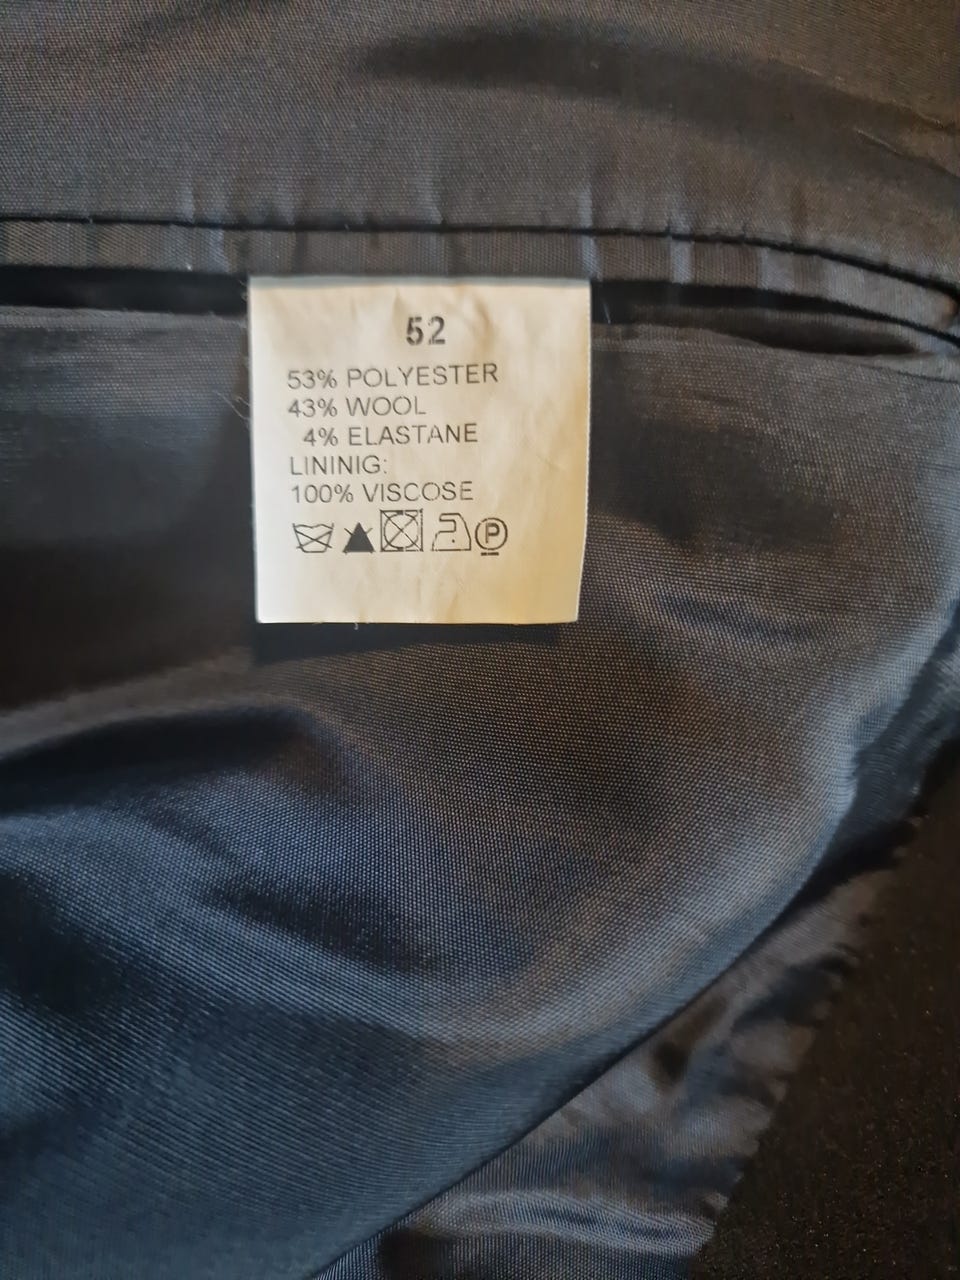 52
53% POLYESTER
43% WOOL
4% ELASTANE
LININIG:
100% VISCOSE
P